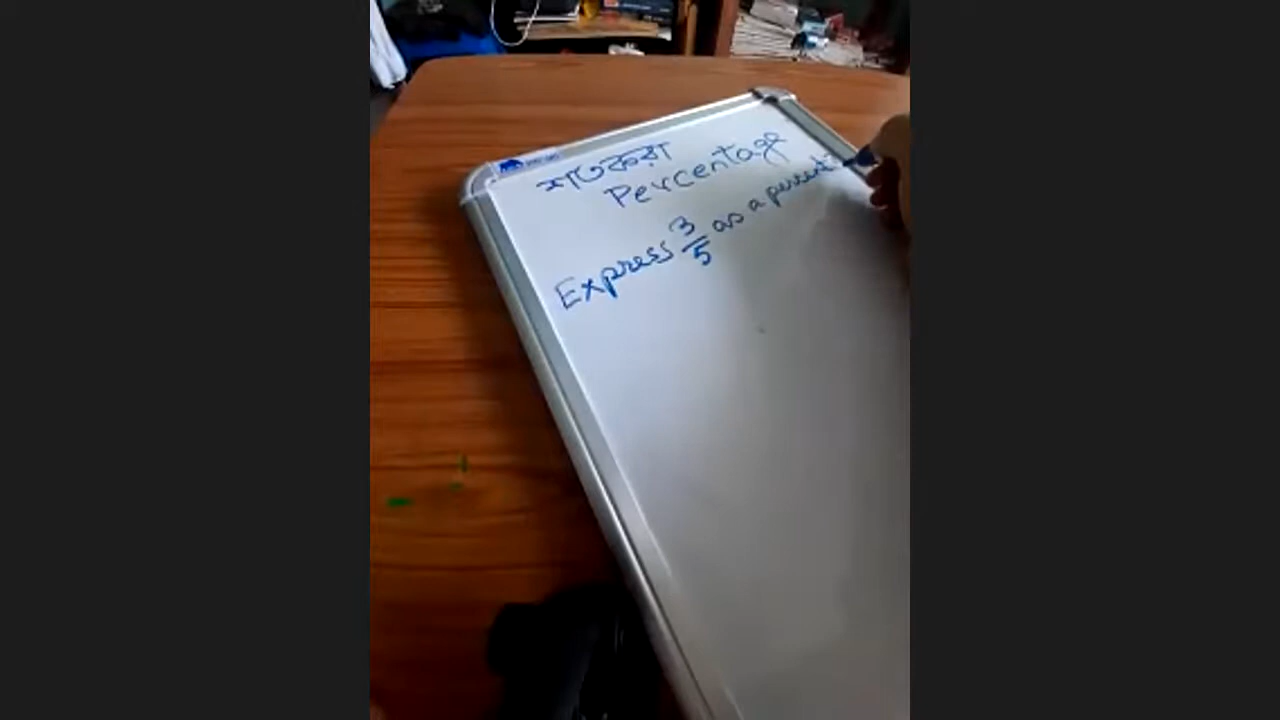 শতকরা
Percentage
Express 3/5 as a percent